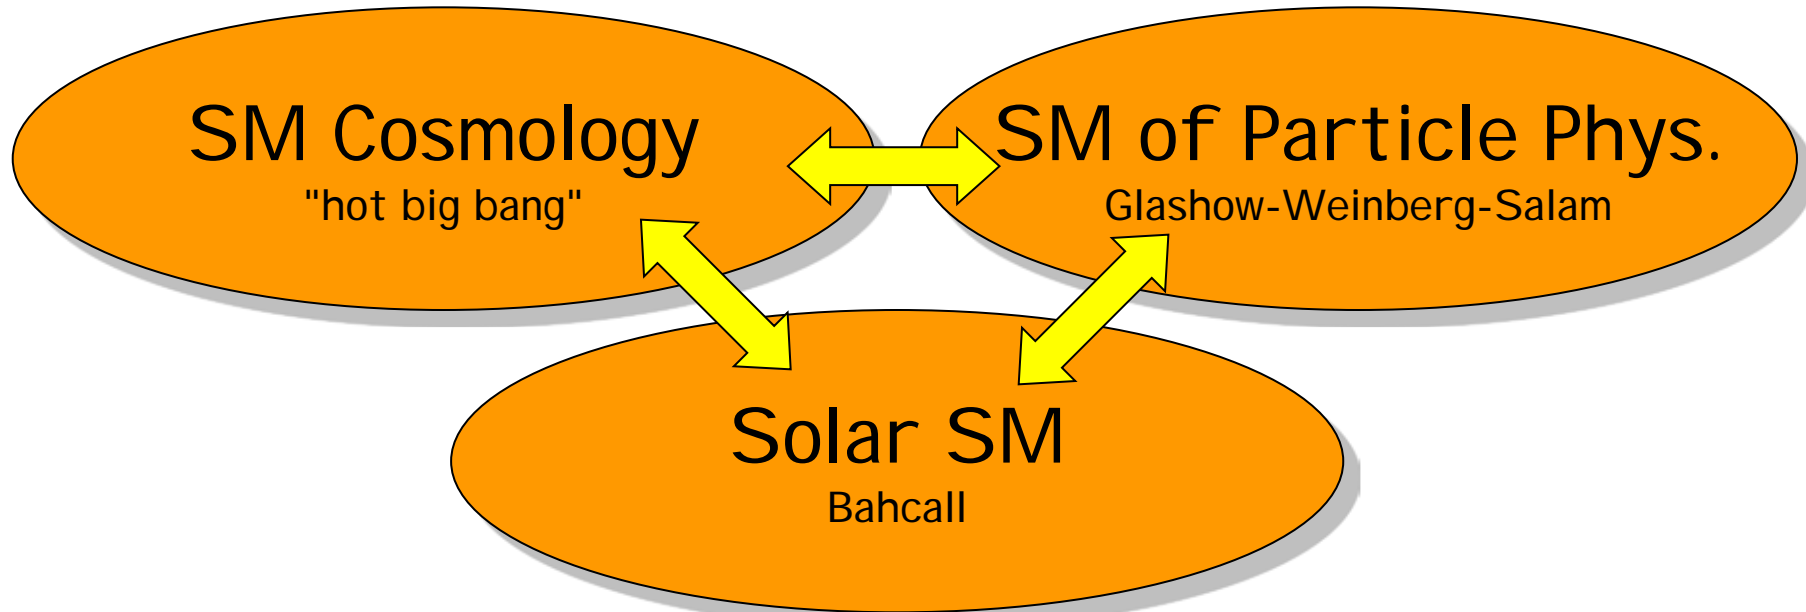 SM Cosmology
"hot big bang"
SM of Particle Phys.
Glashow-Weinberg-Salam
Solar SM
Bahcall